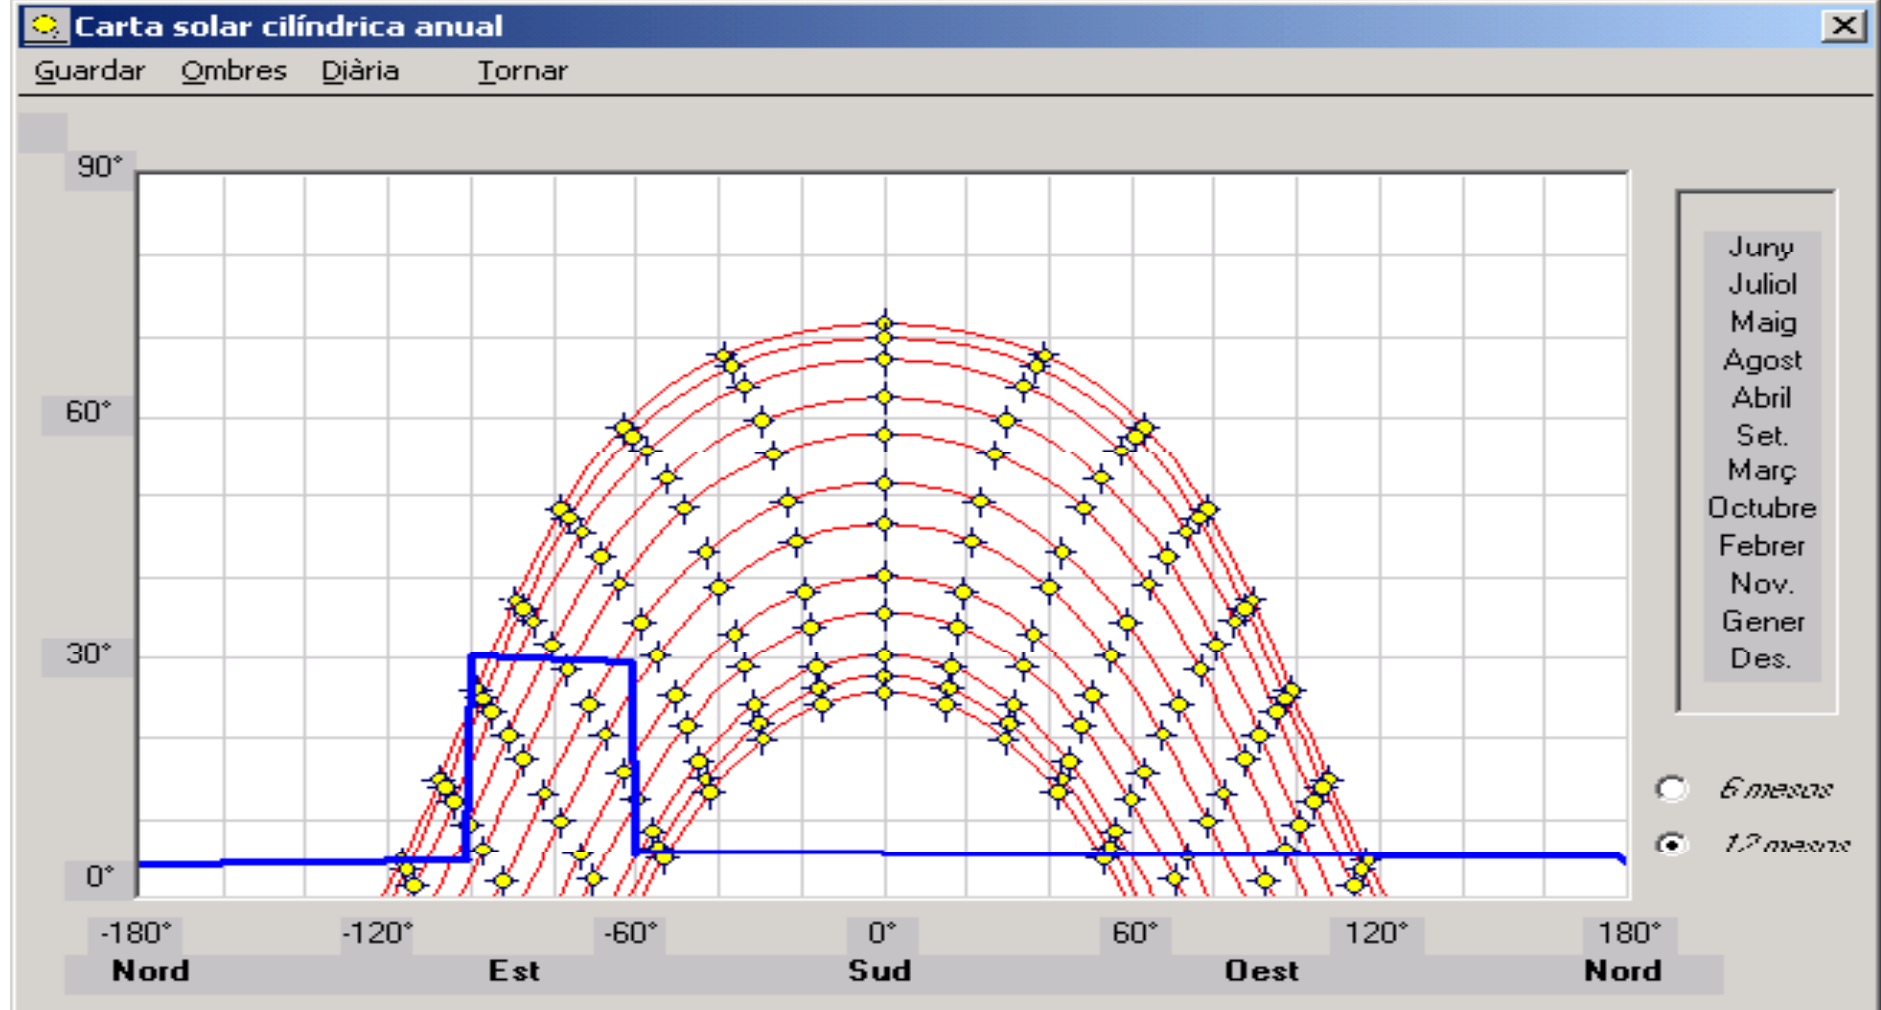 Carta solar cilíndrica anual
Guardar Ombres Diària Tornar
90°
60°
30°
0°
-180° -120° -60° 0° 60° 120° 180°
Nord Est Sud Oest Nord
Juny
Juliol
Maig
Agost
Abril
Set.
Març
Octubre
Febrer
Nov.
Gener
Des.
6 mesos
12 mesos